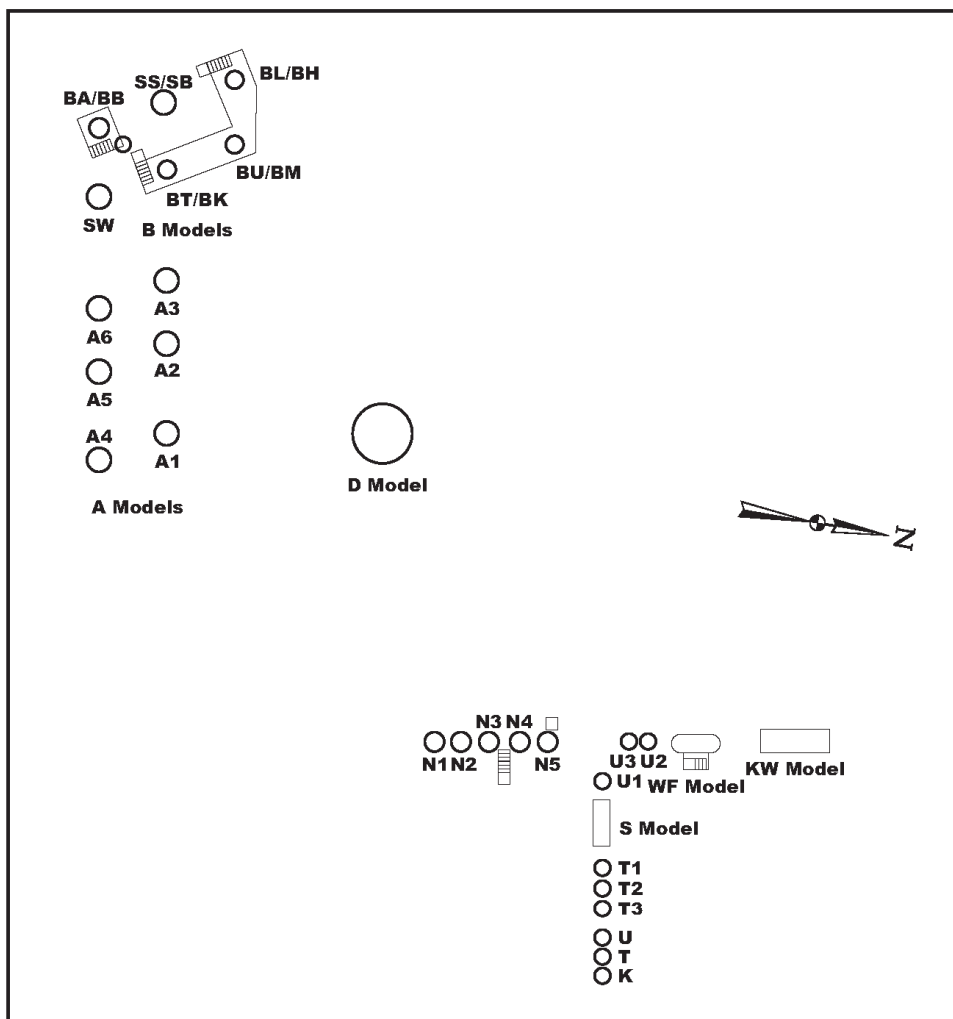 BL/BH
SS/SB
BA/BB
BU/BM
BT/BK
SW
B Models
A3
A6
A2
A5
A4
A1
D Model
A Models
N
N3 N4
N1 N2
N5
U3 U2
KW Model
U1
WF Model
S Model
T1
T2
T3
U
T
K